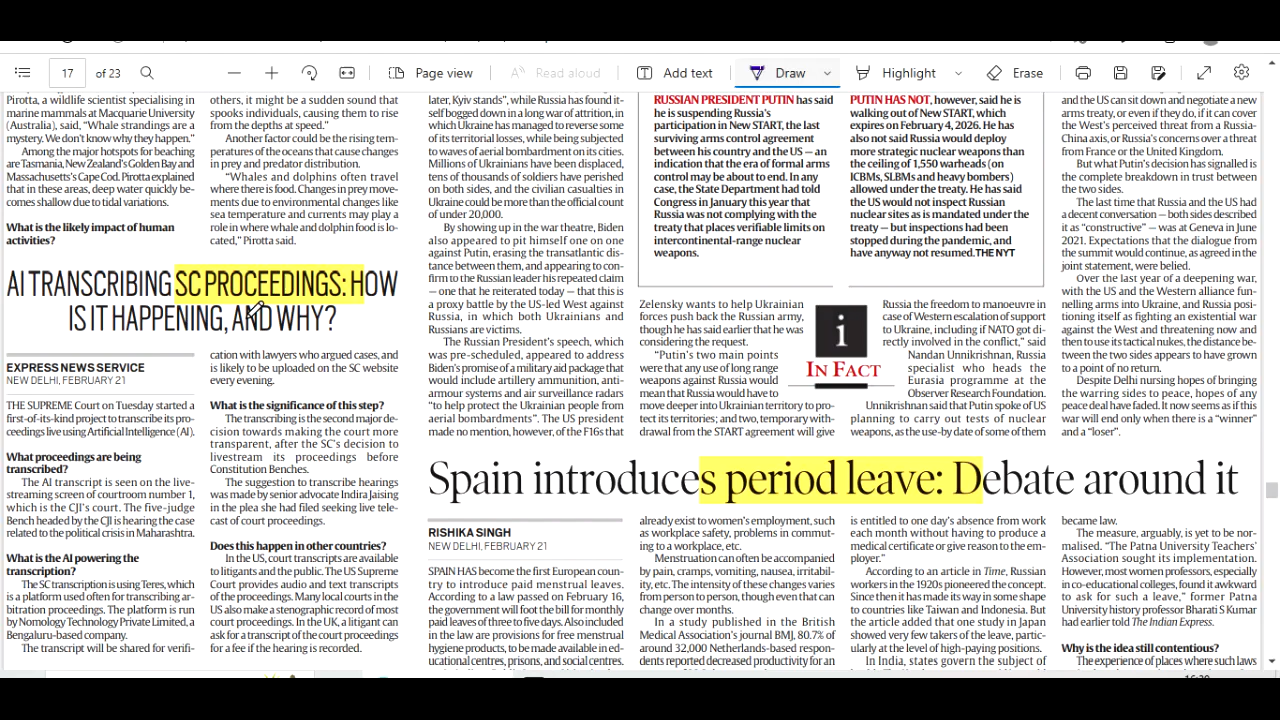 17 of 23 Page view Read aloud Add text Draw Highlight Erase
Pirotta, a wildlife scientist specialising in
marine mammals at Macquarie University
(Australia), said, “Whale strandings are a
mystery. We don't know why they happen.”
Among the major hotspots for beaching
are Tasmania, New Zealand's Golden Bay and
Massachusetts's Cape Cod. Pirotta explained
that in these areas, deep water quickly be-
comes shallow due to tidal variations.
What is the likely impact of human
activities?
others, it might be a sudden sound that
spooks individuals, causing them to rise
from the depths at speed.”
Another factor could be the rising tem-
peratures of the oceans that cause changes
in prey and predator distribution.
“Whales and dolphins often travel
where there is food. Changes in prey move-
ments due to environmental changes like
sea temperature and currents may play a
role in where whale and dolphin food is lo-
cated,” Pirotta said.
AI TRANSCRIBING SC PROCEEDINGS: HOW
IS IT HAPPENING, AND WHY?
EXPRESS NEWS SERVICE
NEW DELHI, FEBRUARY 21
THE SUPREME Court on Tuesday started a
first-of-its-kind project to transcribe its pro-
ceedings live using Artificial Intelligence (AI).
What proceedings are being
transcribed?
The AI transcript is seen on the live-
streaming screen of courtroom number 1,
which is the CJI's court. The five-judge
Bench headed by the CJI is hearing the case
related to the political crisis in Maharashtra.
What is the AI powering the
transcription?
The SC transcription is using Teres, which
is a platform used often for transcribing ar-
bitration proceedings. The platform is run
by Nomology Technology Private Limited, a
Bengaluru-based company.
The transcript will be shared for verifi-
cation with lawyers who argued cases, and
is likely to be uploaded on the SC website
every evening.
What is the significance of this step?
The transcribing is the second major de-
cision towards making the court more
transparent, after the SC's decision to
livestream its proceedings before
Constitution Benches.
The suggestion to transcribe hearings
was made by senior advocate Indira Jaising
in the plea she had filed seeking live tele-
cast of court proceedings.
Does this happen in other countries?
In the US, court transcripts are available
to litigants and the public. The US Supreme
Court provides audio and text transcripts
of the proceedings. Many local courts in the
US also make a stenographic record of most
court proceedings. In the UK, a litigant can
ask for a transcript of the court proceedings
for a fee if the hearing is recorded.
later, Kyiv stands”, while Russia has found it-
self bogged down in a long war of attrition, in
which Ukraine has managed to reverse some
of its territorial losses, while being subjected
to waves of aerial bombardment on its cities.
Millions of Ukrainians have been displaced,
tens of thousands of soldiers have perished
on both sides, and the civilian casualties in
Ukraine could be more than the official count
of under 20,000.
By showing up in the war theatre, Biden
also appeared to pit himself one on one
against Putin, erasing the transatlantic dis-
tance between them, and appearing to con-
firm to the Russian leader his repeated claim
— one that he reiterated today — that this is
a proxy battle by the US-led West against
Russia, in which both Ukrainians and
Russians are victims.
The Russian President's speech, which
was pre-scheduled, appeared to address
Biden's promise of a military aid package that
would include artillery ammunition, anti-
armour systems and air surveillance radars
“to help protect the Ukrainian people from
aerial bombardments”. The US president
made no mention, however, of the F16s that
RUSSIAN PRESIDENT PUTIN has said
he is suspending Russia's
participation in New START, the last
surviving arms control agreement
between his country and the US — an
indication that the era of formal arms
control may be about to end. In any
case, the State Department had told
Congress in January this year that
Russia was not complying with the
treaty that places verifiable limits on
intercontinental-range nuclear
weapons.
PUTIN HAS NOT, however, said he is
walking out of New START, which
expires on February 4, 2026. He has
also not said Russia would deploy
more strategic nuclear weapons than
the ceiling of 1,550 warheads (on
ICBMs, SLBMs and heavy bombers)
allowed under the treaty. He has said
the US would not inspect Russian
nuclear sites as is mandated under the
treaty — but inspections had been
stopped during the pandemic, and
have anyway not resumed. THE NYT
Zelensky wants to help Ukrainian
forces push back the Russian army,
though he has said earlier that he was
considering the request.
“Putin's two main points
were that any use of long range
weapons against Russia would
mean that Russia would have to
move deeper into Ukrainian territory to pro-
tect its territories; and two, temporary with-
drawal from the START agreement will give
i
IN FACT
Russia the freedom to manoeuvre in
case of Western escalation of support
to Ukraine, including if NATO got di-
rectly involved in the conflict,” said
Nandan Unnikrishnan, Russia
specialist who heads the
Eurasia programme at the
Observer Research Foundation.
Unnikrishnan said that Putin spoke of US
planning to carry out tests of nuclear
weapons, as the use-by date of some of them
and the US can sit down and negotiate a new
arms treaty, or even if they do, if it can cover
the West's perceived threat from a Russia-
China axis, or Russia's concerns over a threat
from France or the United Kingdom.
But what Putin's decision has signalled is
the complete breakdown in trust between
the two sides.
The last time that Russia and the US had
a decent conversation — both sides described
it as “constructive” — was at Geneva in June
2021. Expectations that the dialogue from
the summit would continue, as agreed in the
joint statement, were belied.
Over the last year of a deepening war,
with the US and the Western alliance fun-
nelling arms into Ukraine, and Russia posi-
tioning itself as fighting an existential war
against the West and threatening now and
then to use its tactical nukes, the distance be-
tween the two sides appears to have grown
to a point of no return.
Despite Delhi nursing hopes of bringing
the warring sides to peace, hopes of any
peace deal have faded. It now seems as if this
war will end only when there is a “winner”
and a “loser”.
Spain introduces period leave: Debate around it
RISHIKA SINGH
NEW DELHI, FEBRUARY 21
SPAIN HAS become the first European coun-
try to introduce paid menstrual leaves.
According to a law passed on February 16,
the government will foot the bill for monthly
paid leaves of three to five days. Also included
in the law are provisions for free menstrual
hygiene products, to be made available in ed-
ucational centres, prisons, and social centres.
already exist to women's employment, such
as workplace safety, problems in commut-
ing to a workplace, etc.
Menstruation can often be accompanied
by pain, cramps, vomiting, nausea, irritabil-
ity, etc. The intensity of these changes varies
from person to person, though even that can
change over months.
In a study published in the British
Medical Association's journal BMJ, 80.7% of
around 32,000 Netherlands-based respon-
dents reported decreased productivity for an
is entitled to one day's absence from work
each month without having to produce a
medical certificate or give reason to the em-
ployer.”
According to an article in Time, Russian
workers in the 1920s pioneered the concept.
Since then it has made its way in some shape
to countries like Taiwan and Indonesia. But
the article added that one study in Japan
showed very few takers of the leave, partic-
ularly at the level of high-paying positions.
In India, states govern the subject of
became law.
The measure, arguably, is yet to be nor-
malised. “The Patna University Teachers'
Association sought its implementation.
However, most women professors, especially
in co-educational colleges, found it awkward
to ask for such a leave,” former Patna
University history professor Bharati S Kumar
had earlier told The Indian Express.
Why is the idea still contentious?
The experience of places where such laws